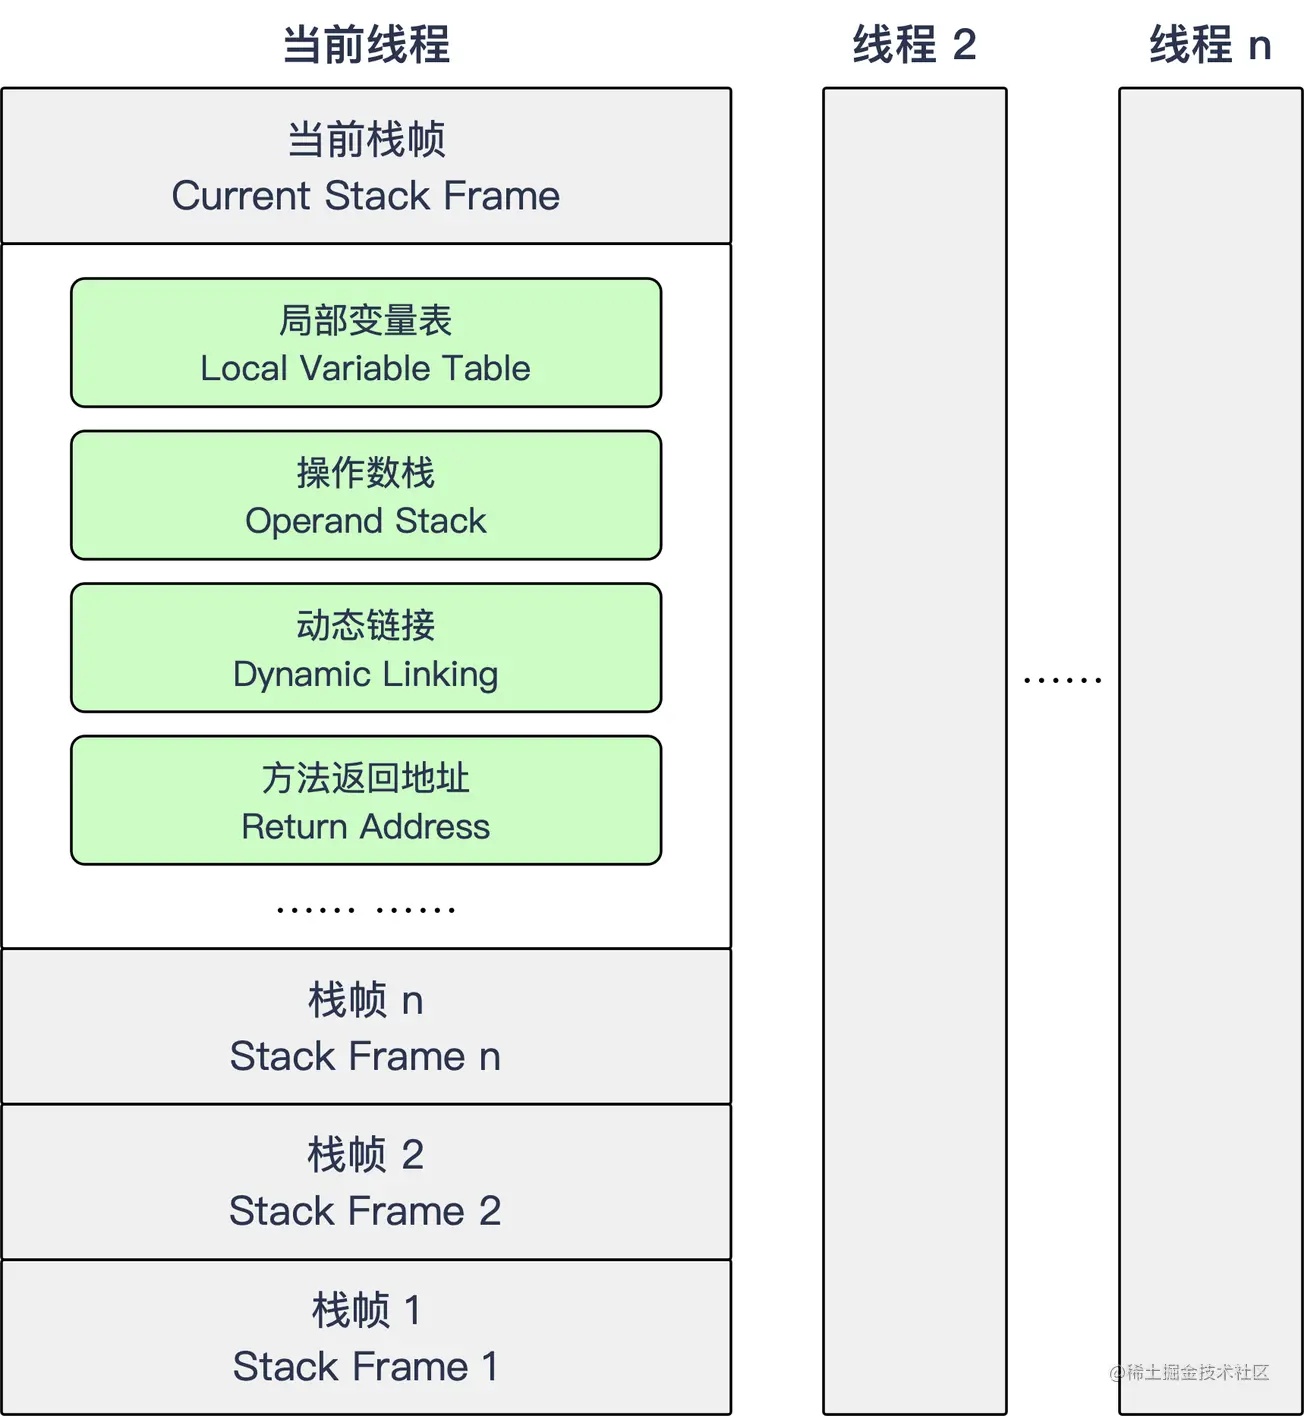 当前线程
线程 2
线程 n
当前栈帧
Current Stack Frame
局部变量表
Local Variable Table
操作数栈
Operand Stack
动态链接
Dynamic Linking
......
方法返回地址
Return Address
...... ......
栈帧 n
Stack Frame n
栈帧 2
Stack Frame 2
栈帧 1
Stack Frame 1
@稀土掘金技术社区